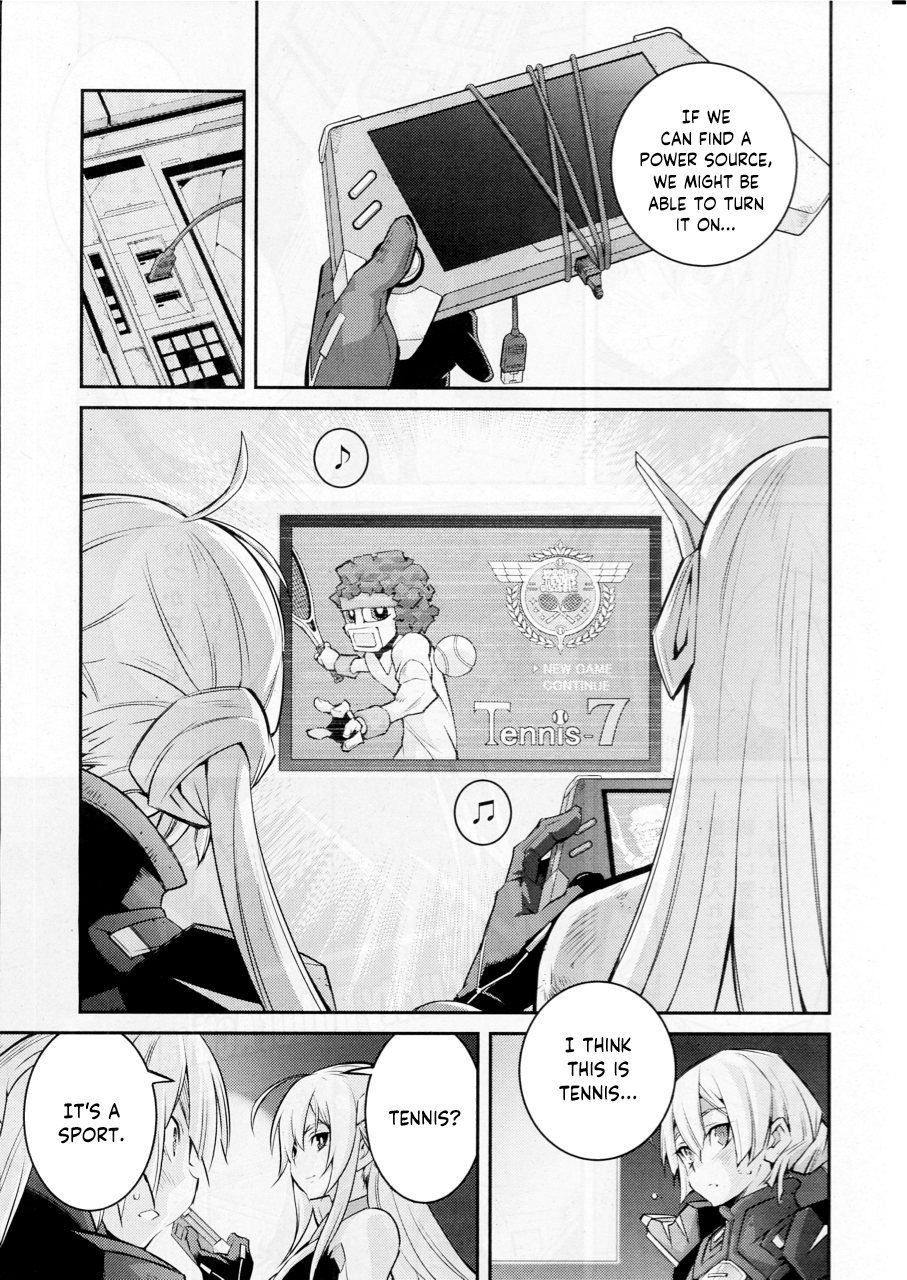 IF WE
CAN FIND A
POWER SOURCE,
WE MIGHT BE
ABLE TO TURN
IT ON...
NEW GAME
CONTINUE
Tennis-7
I THINK
THIS IS
TENNIS...
TENNIS?
IT'S A
SPORT.